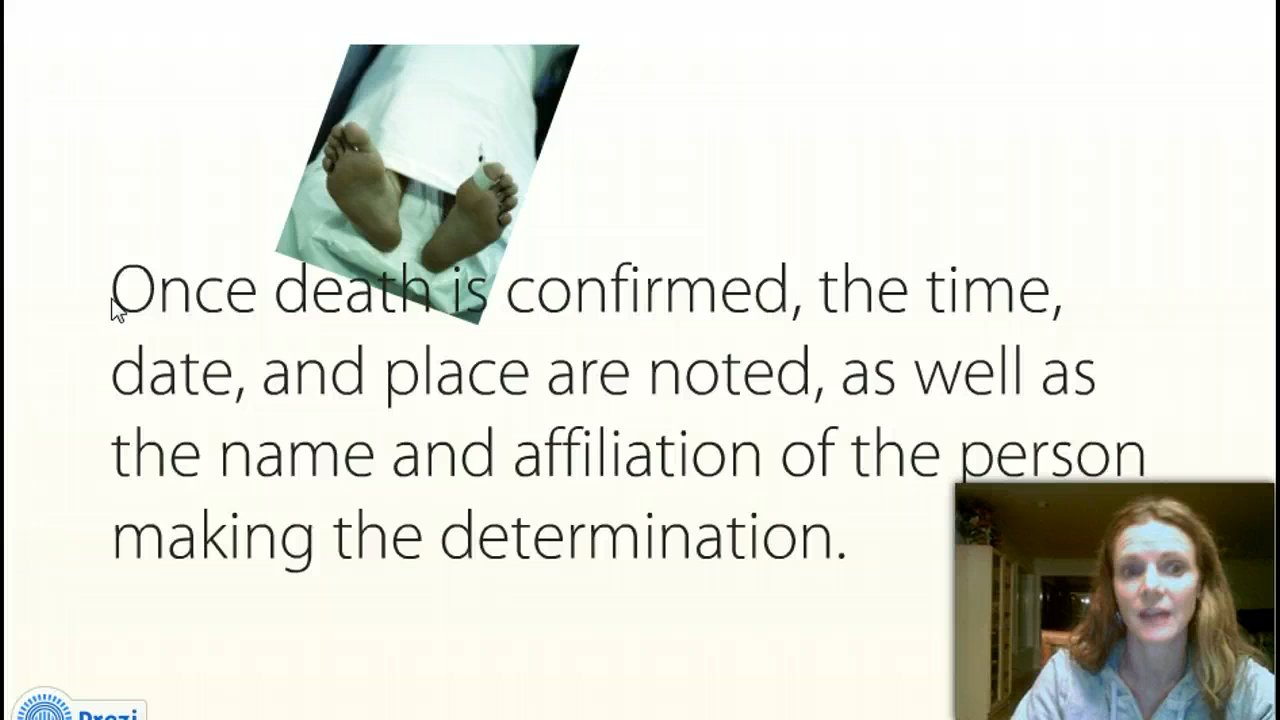 Once death is confirmed, the time,
date, and place are noted, as well as
the name and affiliation of the person
making the determination.
Prezi